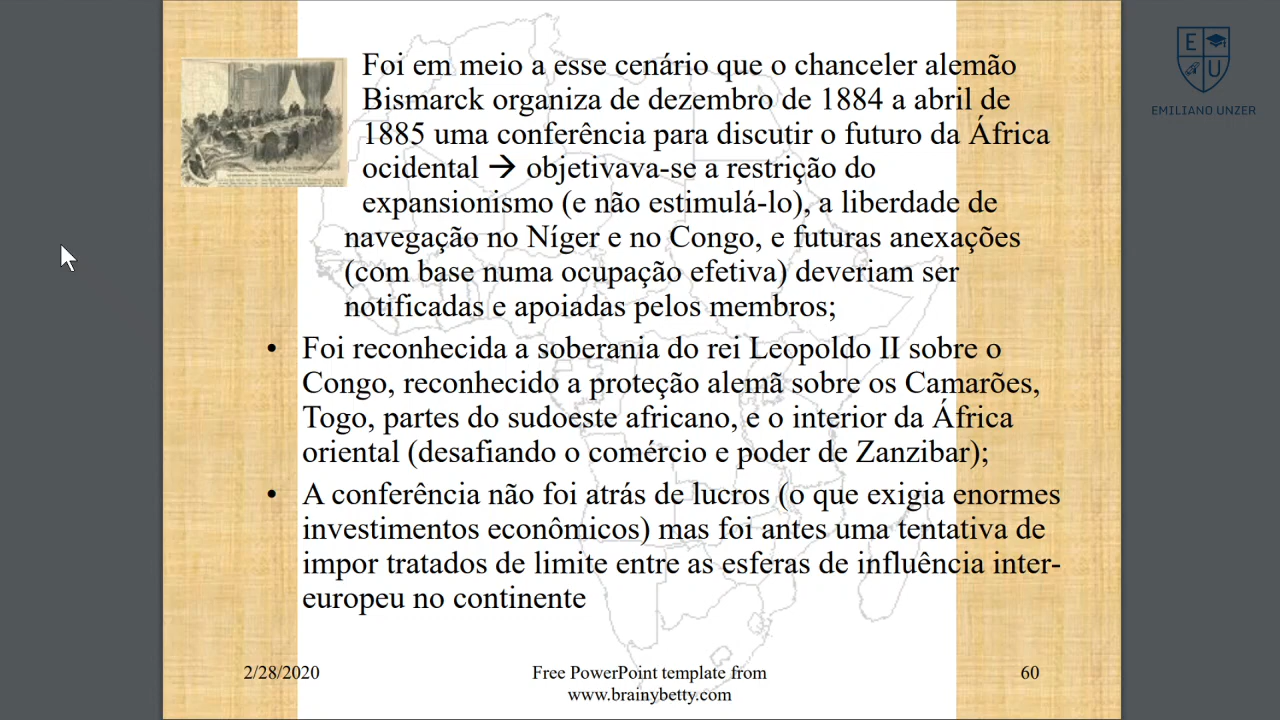 Foi em meio a esse cenário que o chanceler alemão
Bismarck organiza de dezembro de 1884 a abril de
1885 uma conferência para discutir o futuro da África
ocidental → objetivava-se a restrição do
expansionismo (e não estimulá-lo), a liberdade de
navegação no Níger e no Congo, e futuras anexações
(com base numa ocupação efetiva) deveriam ser
notificadas e apoiadas pelos membros;
• Foi reconhecida a soberania do rei Leopoldo II sobre o
Congo, reconhecido a proteção alemã sobre os Camarões,
Togo, partes do sudoeste africano, e o interior da África
oriental (desafiando o comércio e poder de Zanzibar);
• A conferência não foi atrás de lucros (o que exigia enormes
investimentos econômicos) mas foi antes uma tentativa de
impor tratados de limite entre as esferas de influência inter-
europeu no continente
2/28/2020
Free PowerPoint template from
www.brainybetty.com
60
E
U
EMILIANO UNZER